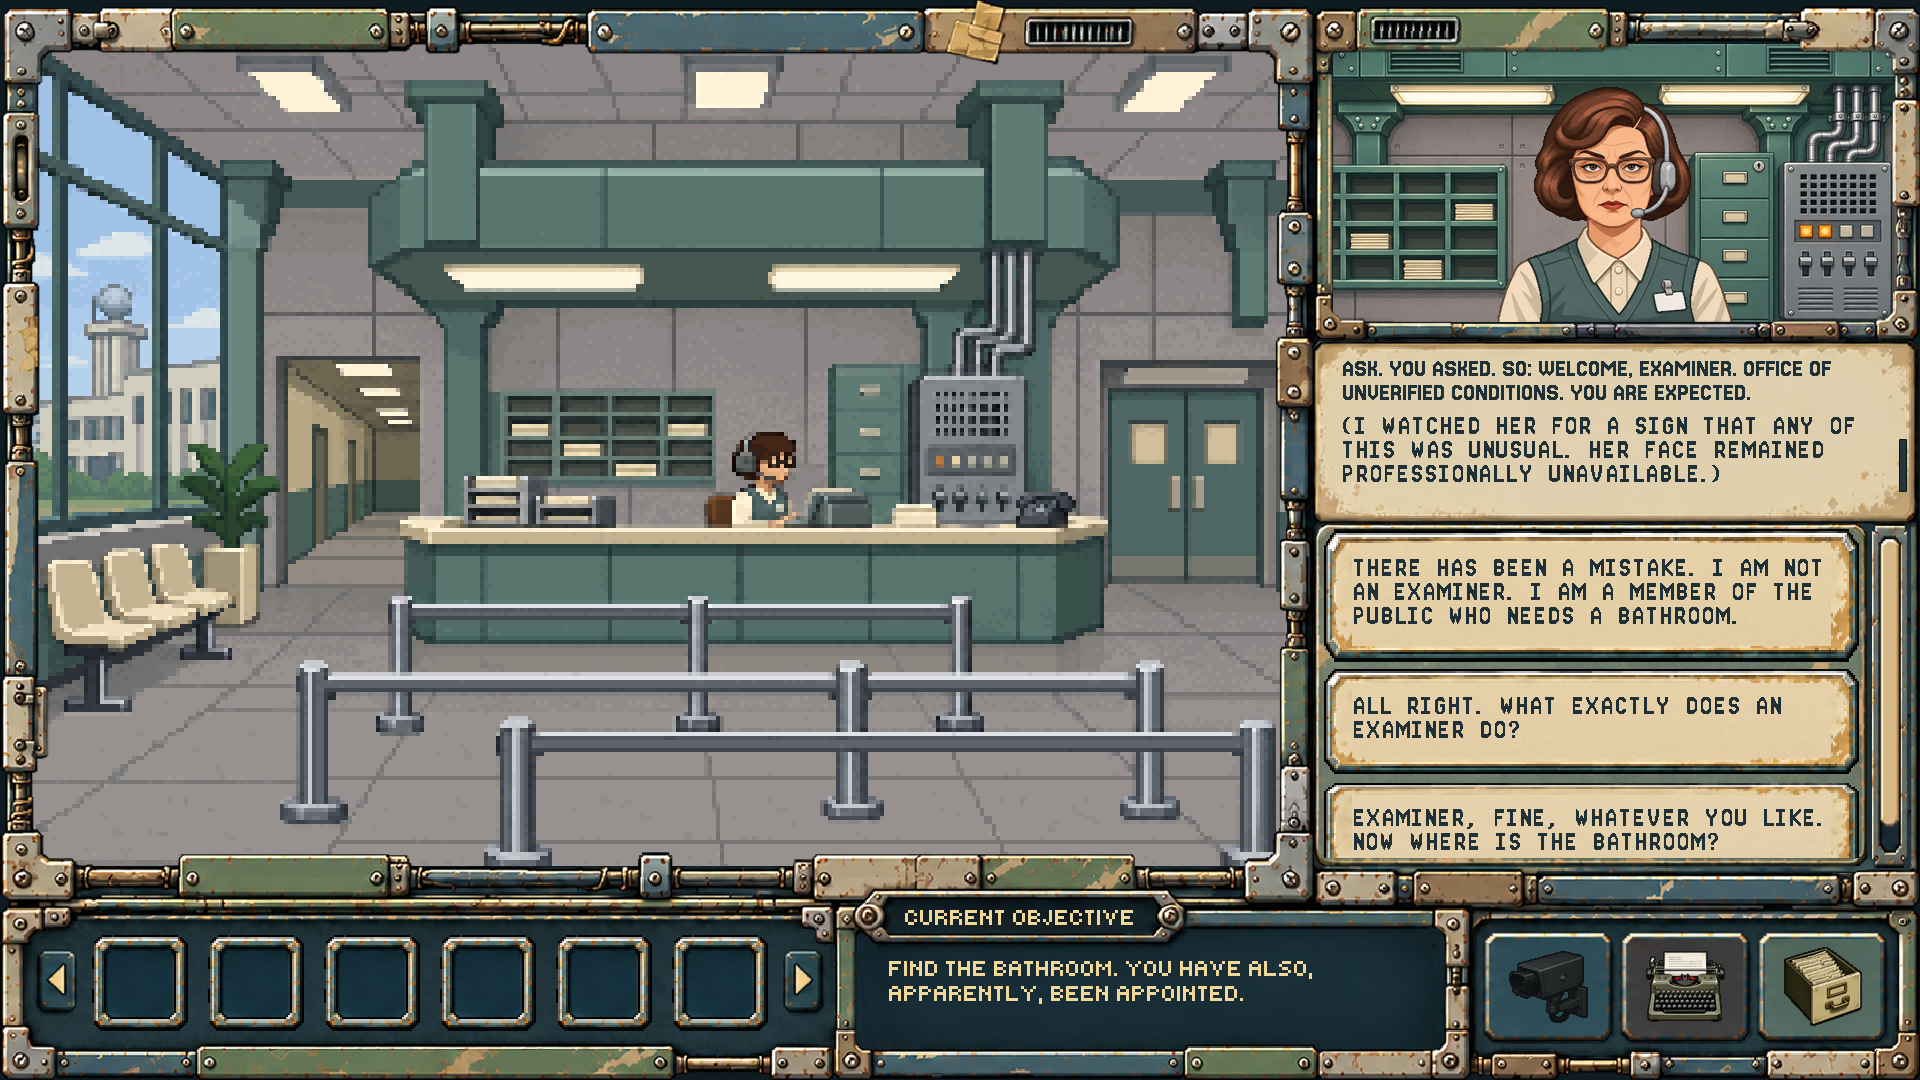 ASK. YOU ASKED. SO: WELCOME, EXAMINER. OFFICE OF
UNVERIFIED CONDITIONS. YOU ARE EXPECTED.
(I WATCHED HER FOR A SIGN THAT ANY OF
THIS WAS UNUSUAL. HER FACE REMAINED
PROFESSIONALLY UNAVAILABLE.)
THERE HAS BEEN A MISTAKE. I AM NOT
AN EXAMINER. I AM A MEMBER OF THE
PUBLIC WHO NEEDS A BATHROOM.
ALL RIGHT. WHAT EXACTLY DOES AN
EXAMINER DO?
EXAMINER, FINE, WHATEVER YOU LIKE.
NOW WHERE IS THE BATHROOM?
CURRENT OBJECTIVE
FIND THE BATHROOM. YOU HAVE ALSO,
APPARENTLY, BEEN APPOINTED.